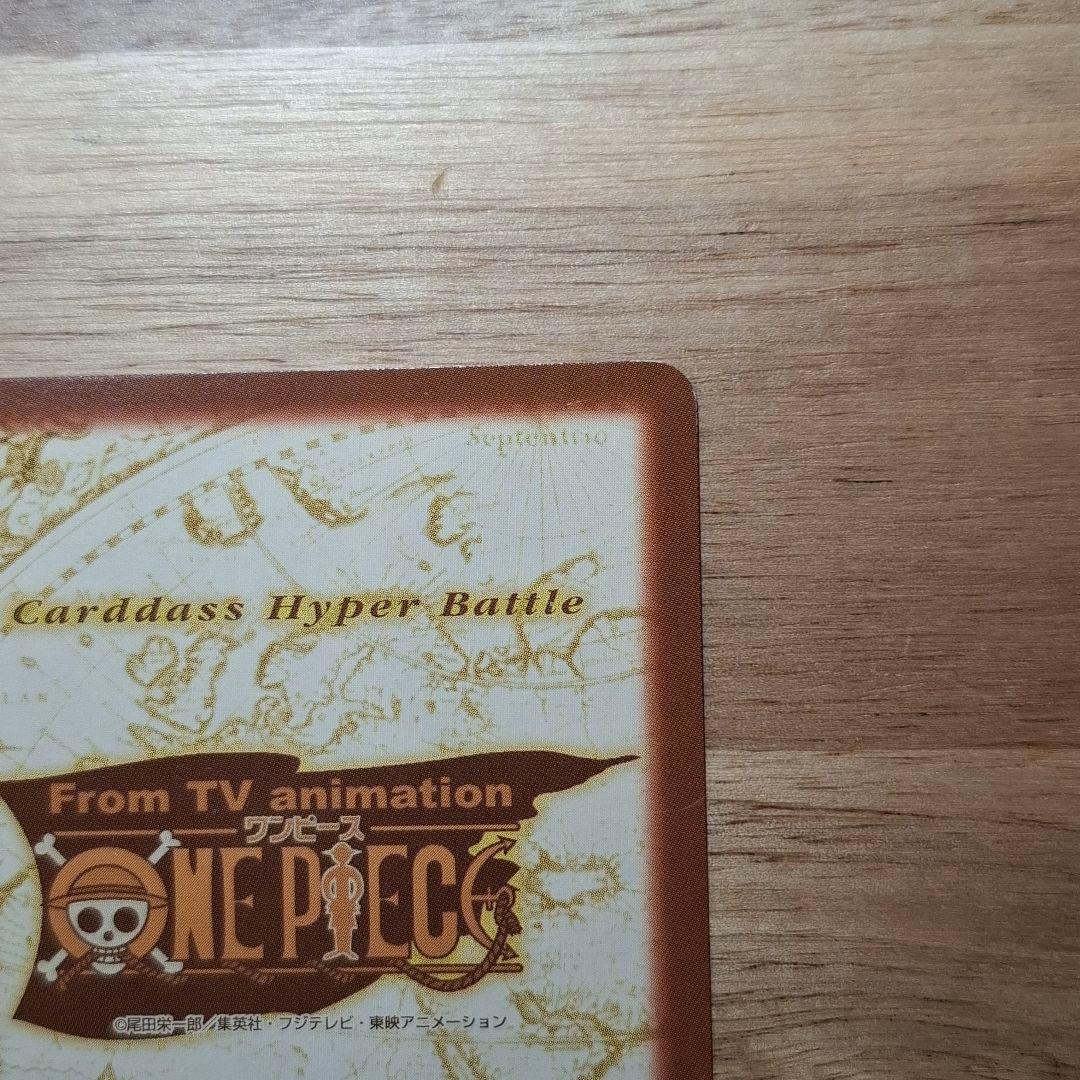 Septentrio
Carddass Hyper Battle
From TV animation
ワンピース
ONE PIECE
©尾田栄一郎／集英社・フジテレビ・東映アニメーション